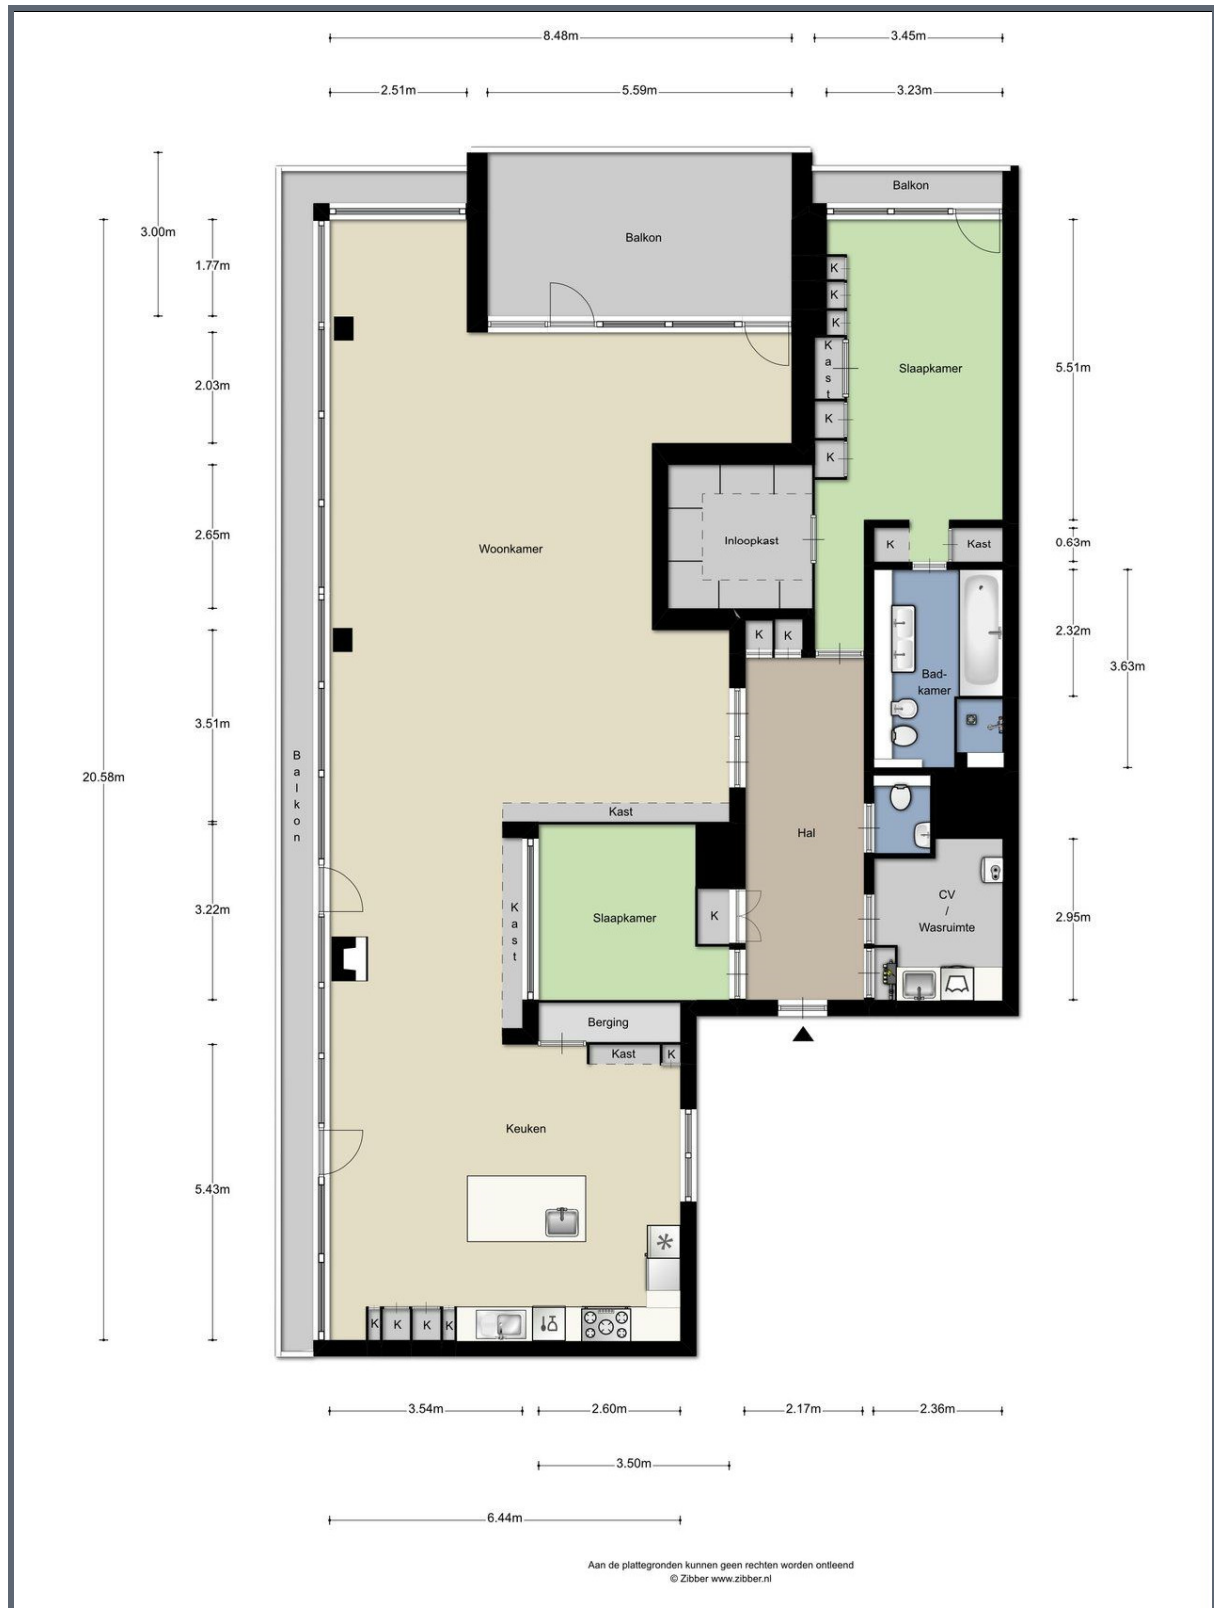 8.48m
3.45m
2.51m
5.59m
3.23m
Balkon
3.00m
Balkon
1.77m
K
K
K
Kast
Slaapkamer
5.51m
2.03m
K
K
Inloopkast
K
Kast
0.63m
2.65m
Woonkamer
2.32m
K
K
3.63m
Bad-
kamer
3.51m
Balkon
20.58m
Kast
Hal
CV
/
Wasruimte
3.22m
Kast
Slaapkamer
K
2.95m
Berging
Kast
K
Keuken
5.43m
K
K
K
K
3.54m
2.60m
2.17m
2.36m
3.50m
6.44m
Aan de plattegronden kunnen geen rechten worden ontleend
© Zibber www.zibber.nl